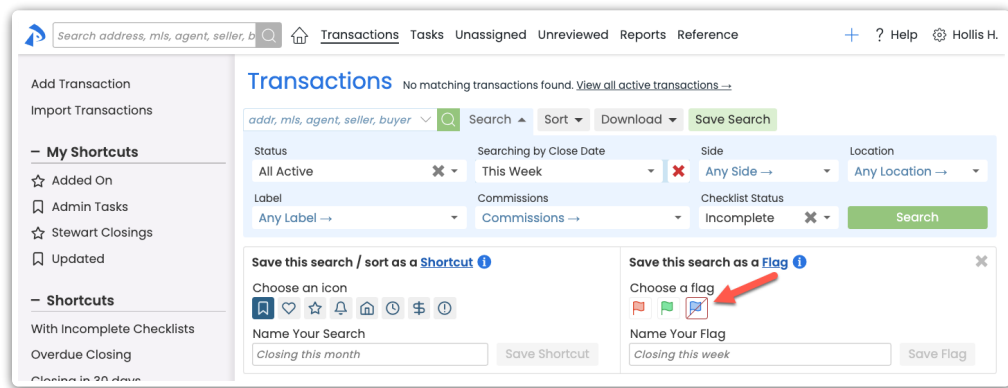 Search address, mls, agent, seller, b
Transactions Tasks Unassigned Unreviewed Reports Reference
+ ? Help Hollis H.
Add Transaction
Import Transactions
– My Shortcuts
Added On
Admin Tasks
Stewart Closings
Updated
– Shortcuts
With Incomplete Checklists
Overdue Closing
Closing in 30 days
Transactions No matching transactions found. View all active transactions →
addr, mls, agent, seller, buyer Search Sort Download Save Search
Status Searching by Close Date Side Location
All Active This Week Any Side → Any Location →
Label Commissions Checklist Status
Any Label → Commissions → Incomplete Search
Save this search / sort as a Shortcut
Choose an icon
Name Your Search
Closing this month Save Shortcut
Save this search as a Flag
Choose a flag
Name Your Flag
Closing this week Save Flag